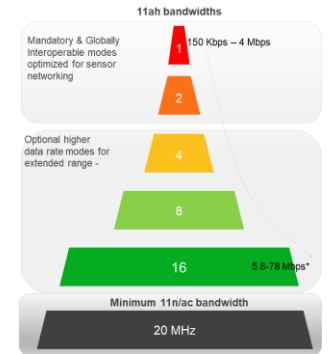 11ah bandwidths
Mandatory & Globally
Interoperable modes
optimized for sensor
networking
1
150 Kbps – 4 Mbps
2
Optional higher
data rate modes for
extended range -
4
8
16
5.8-78 Mbps*
Minimum 11n/ac bandwidth
20 MHz